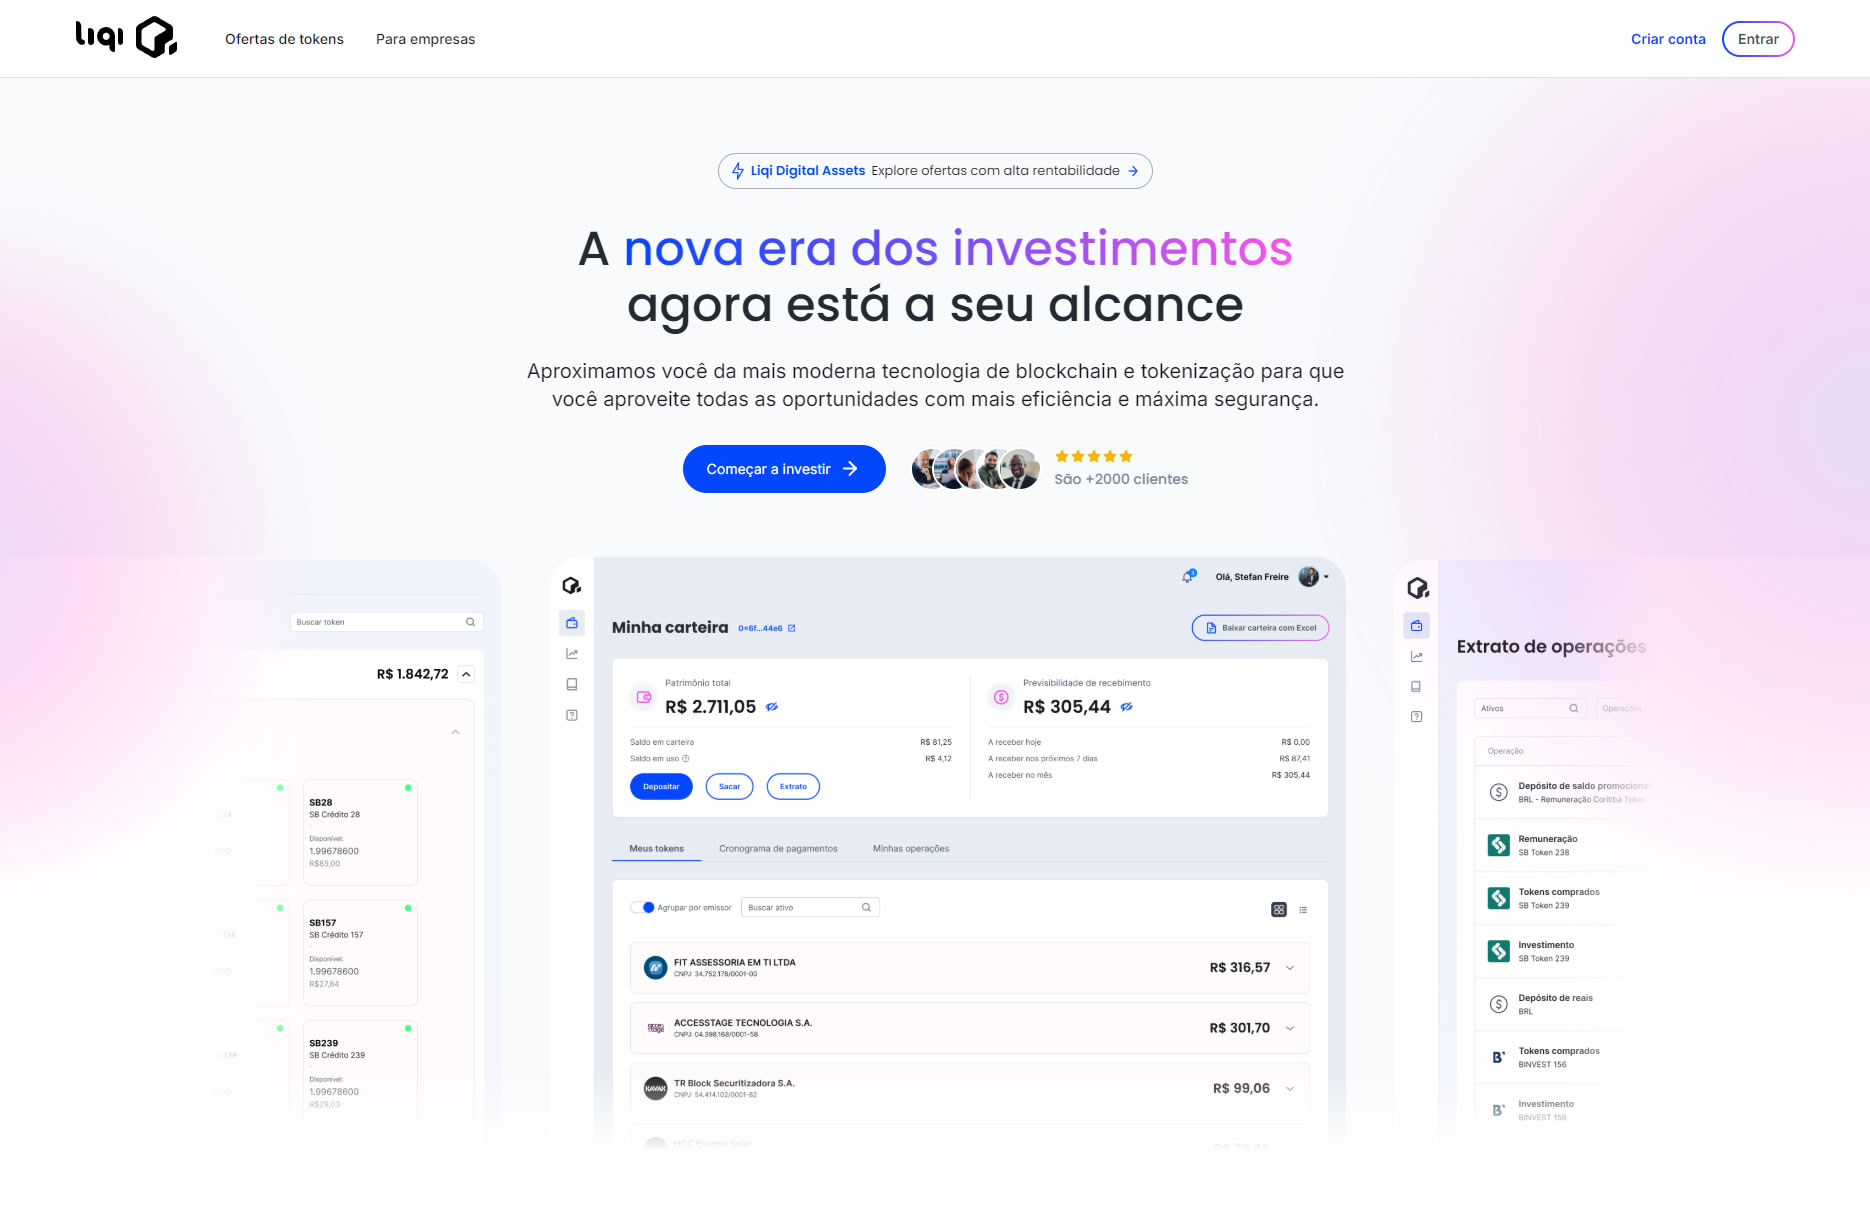 liqi
Ofertas de tokens
Para empresas
Criar conta
Entrar
Liqi Digital Assets Explore ofertas com alta rentabilidade
A nova era dos investimentos
agora está a seu alcance
Aproximamos você da mais moderna tecnologia de blockchain e tokenização para que
você aproveite todas as oportunidades com mais eficiência e máxima segurança.
Começar a investir
São +2000 clientes
Buscar token
R$ 1.842,72
SB28
SB Crédito 28
Disponível:
1.99678600
R$85,00
SB157
SB Crédito 157
Disponível:
1.99678600
R$27,84
SB239
SB Crédito 239
Disponível:
1.99678600
R$29,03
Olá, Stefan Freire
Minha carteira 0x6f...44e6
Baixar carteira com Excel
Patrimônio total
R$ 2.711,05
Saldo em carteira R$ 81,25
Saldo em uso R$ 4,12
Depositar
Sacar
Extrato
Previsibilidade de recebimento
R$ 305,44
A receber hoje R$ 0,00
A receber nos próximos 7 dias R$ 87,41
A receber no mês R$ 305,44
Meus tokens
Cronograma de pagamentos
Minhas operações
Agrupar por emissor
Buscar ativo
FIT ASSESSORIA EM TI LTDA
CNPJ: 34.752.178/0001-00
R$ 316,57
ACCESSTAGE TECNOLOGIA S.A.
CNPJ: 04.398.168/0001-58
R$ 301,70
KAVAK
TR Block Securitizadora S.A.
CNPJ: 54.414.102/0001-82
R$ 99,06
Extrato de operações
Ativos
Operações
Operação
Depósito de saldo promocional
BRL - Remuneração Coritiba Token
Remuneração
SB Token 238
Tokens comprados
SB Token 239
Investimento
SB Token 239
Depósito de reais
BRL
Tokens comprados
BINVEST 156
Investimento
BINVEST 156